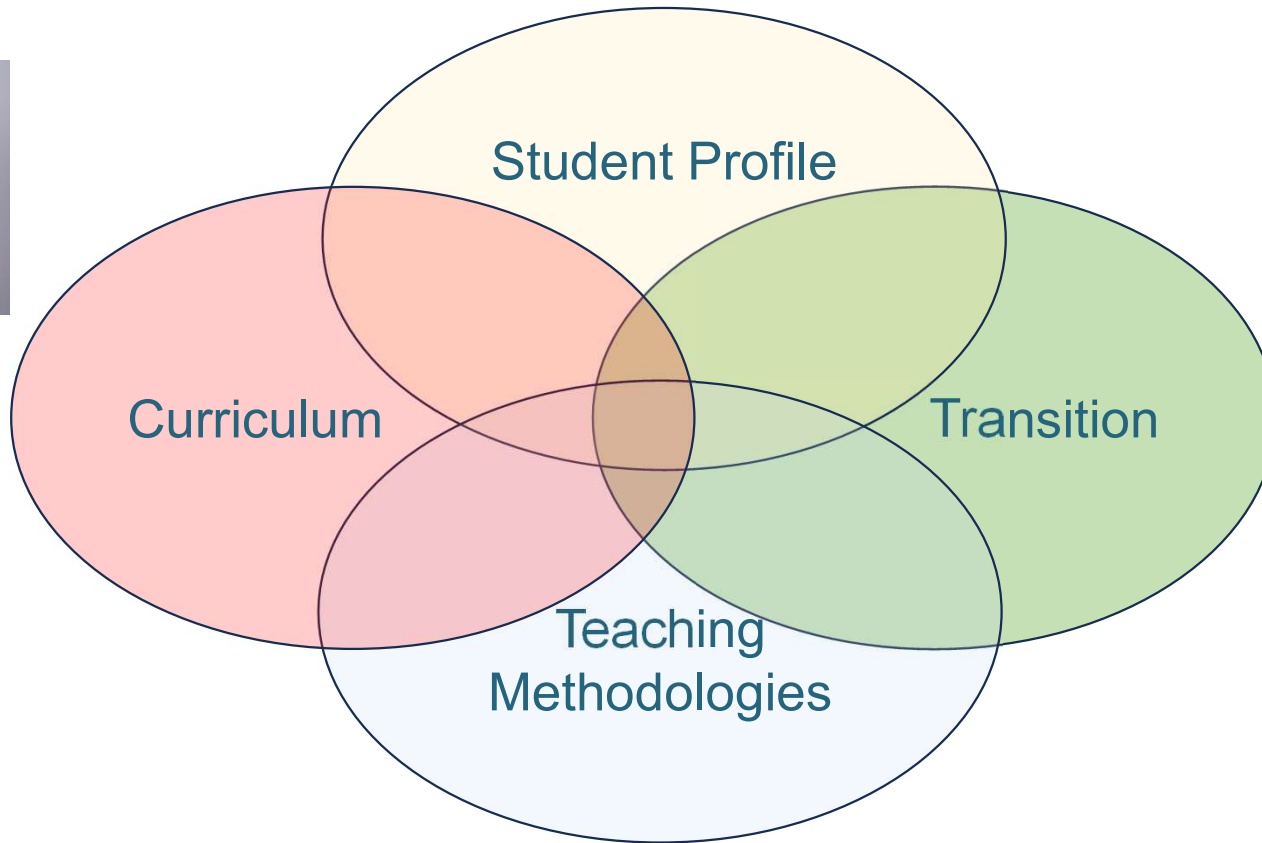 Student Profile
Curriculum
Transition
Teaching
Methodologies